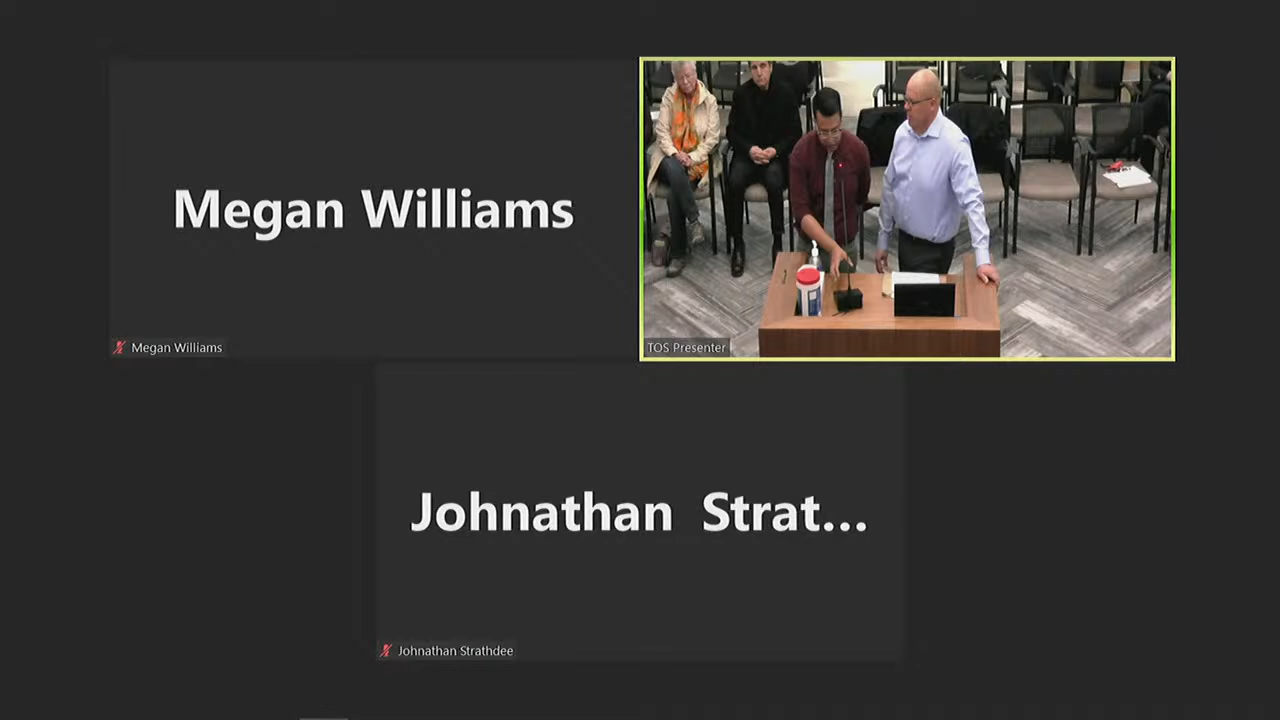 Megan Williams
Megan Williams
TOS Presenter
Johnathan  Strat...
Johnathan Strathdee